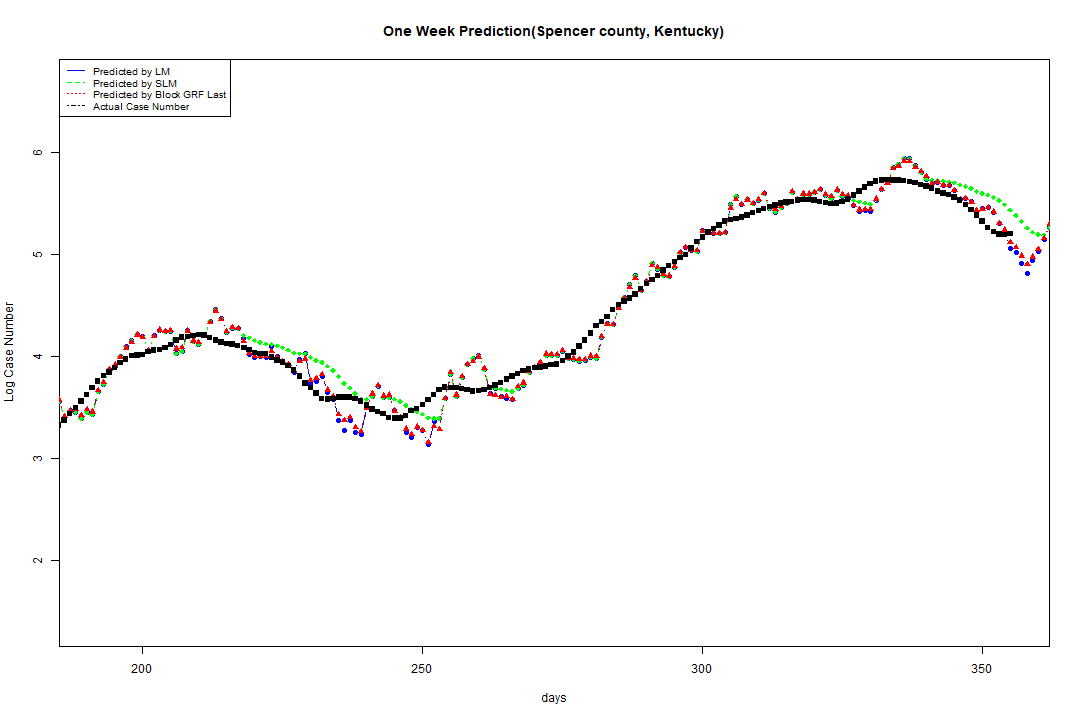 One Week Prediction(Spencer county, Kentucky)
Predicted by LM
Predicted by SLM
Predicted by Block GRF Last
Actual Case Number
6
5
4
3
2
Log Case Number
200 250 300 350
days